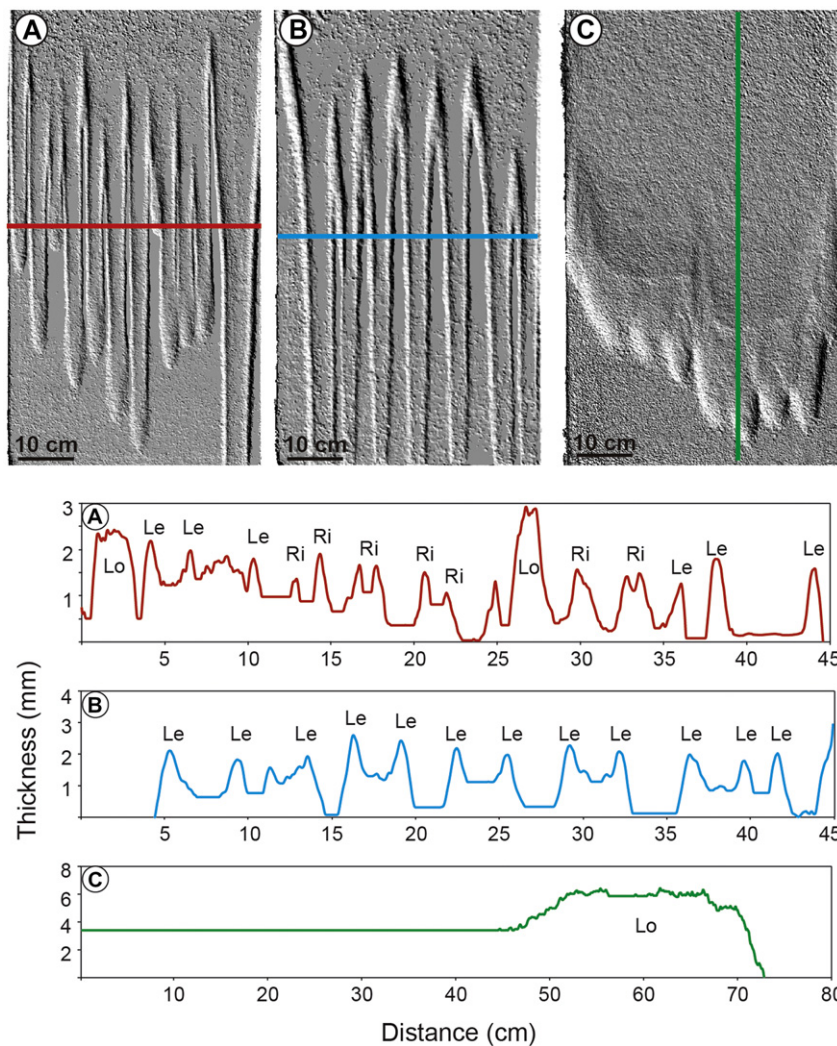 A B C
10 cm 10 cm 10 cm
A
Thickness (mm)
3
2
1
Lo Le Le Le Ri Ri Ri Ri Ri Lo Ri Ri Le Le Le
5 10 15 20 25 30 35 40 45
B
4
3
2
1
Le Le Le Le Le Le Le Le Le Le Le Le
5 10 15 20 25 30 35 40 45
C
8
6
4
2
Lo
10 20 30 40 50 60 70 80
Distance (cm)